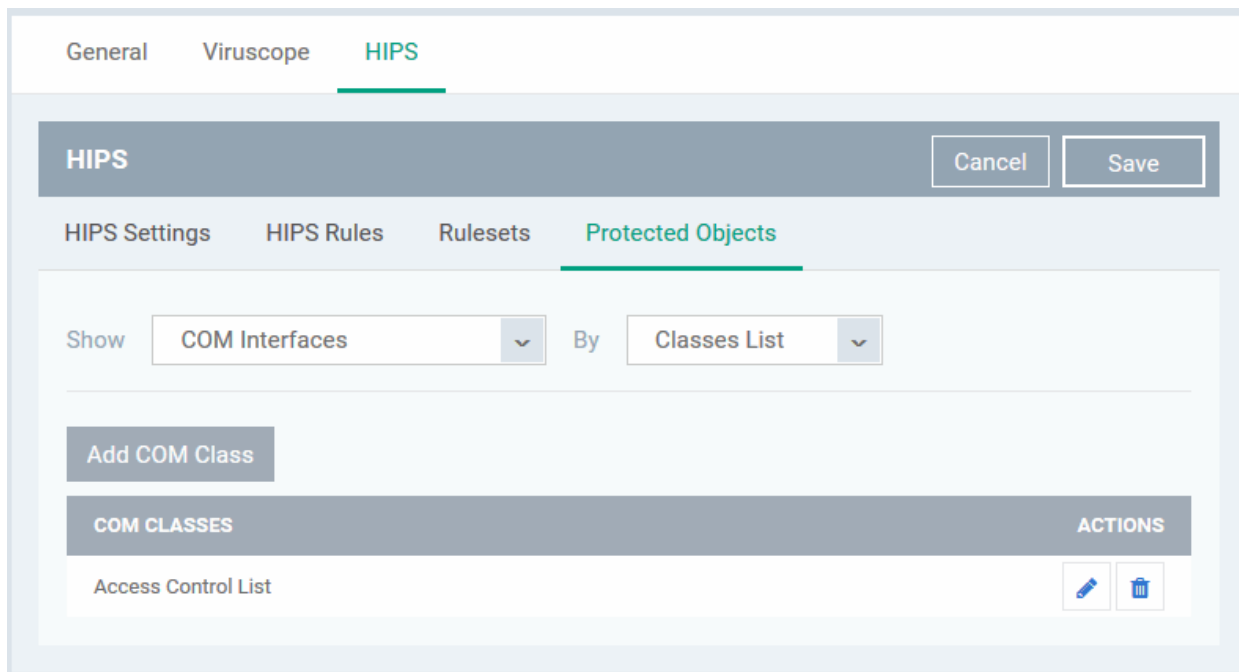 General Viruscope HIPS
HIPS Cancel Save
HIPS Settings HIPS Rules Rulesets Protected Objects
Show COM Interfaces By Classes List
Add COM Class
COM CLASSES ACTIONS
Access Control List